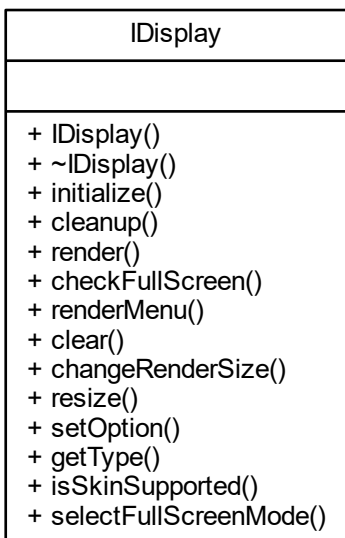 IDisplay
+ IDisplay()
+ ~IDisplay()
+ initialize()
+ cleanup()
+ render()
+ checkFullScreen()
+ renderMenu()
+ clear()
+ changeRenderSize()
+ resize()
+ setOption()
+ getType()
+ isSkinSupported()
+ selectFullScreenMode()